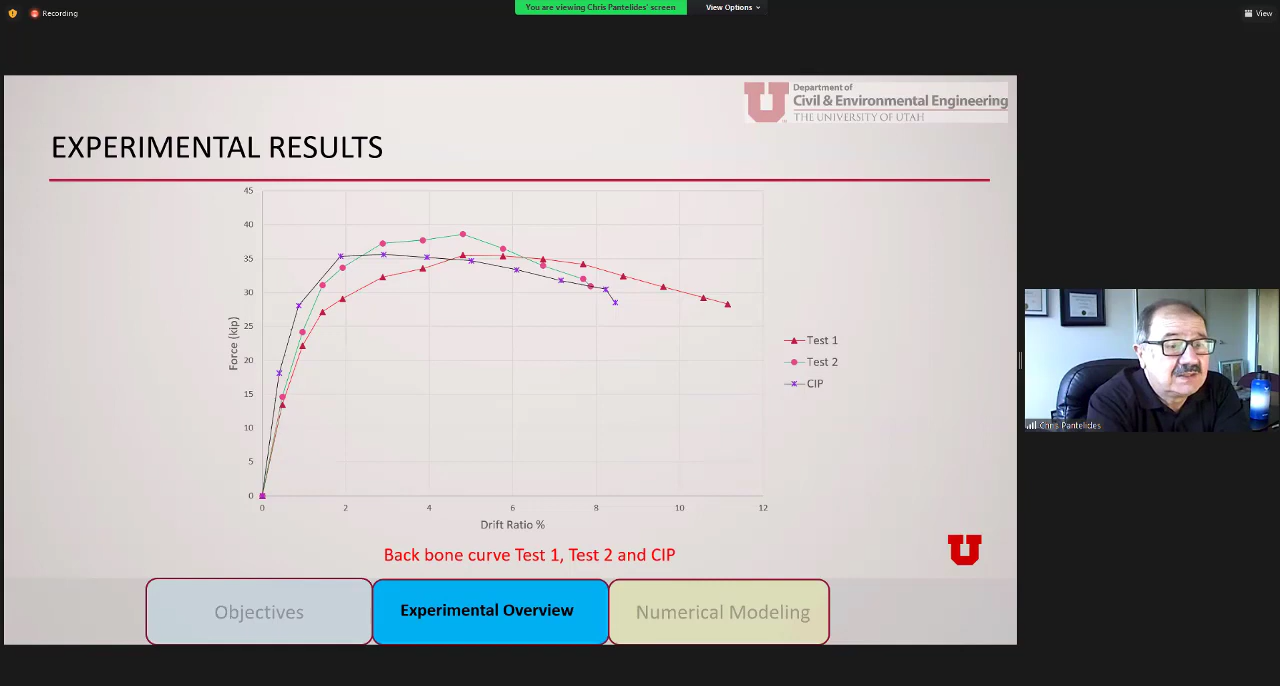 Recording
You are viewing Chris Pantelides' screen
View Options
View
Department of
Civil & Environmental Engineering
THE UNIVERSITY OF UTAH
EXPERIMENTAL RESULTS
45
40
35
30
25
20
15
10
5
0
Force (kip)
0 2 4 6 8 10 12
Drift Ratio %
Test 1
Test 2
CIP
Chris Pantelides
Back bone curve Test 1, Test 2 and CIP
U
Objectives
Experimental Overview
Numerical Modeling